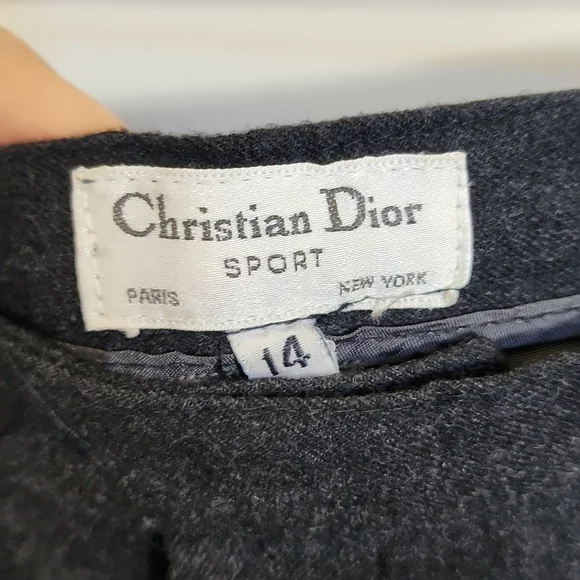 Christian Dior
SPORT
PARIS NEW YORK
14